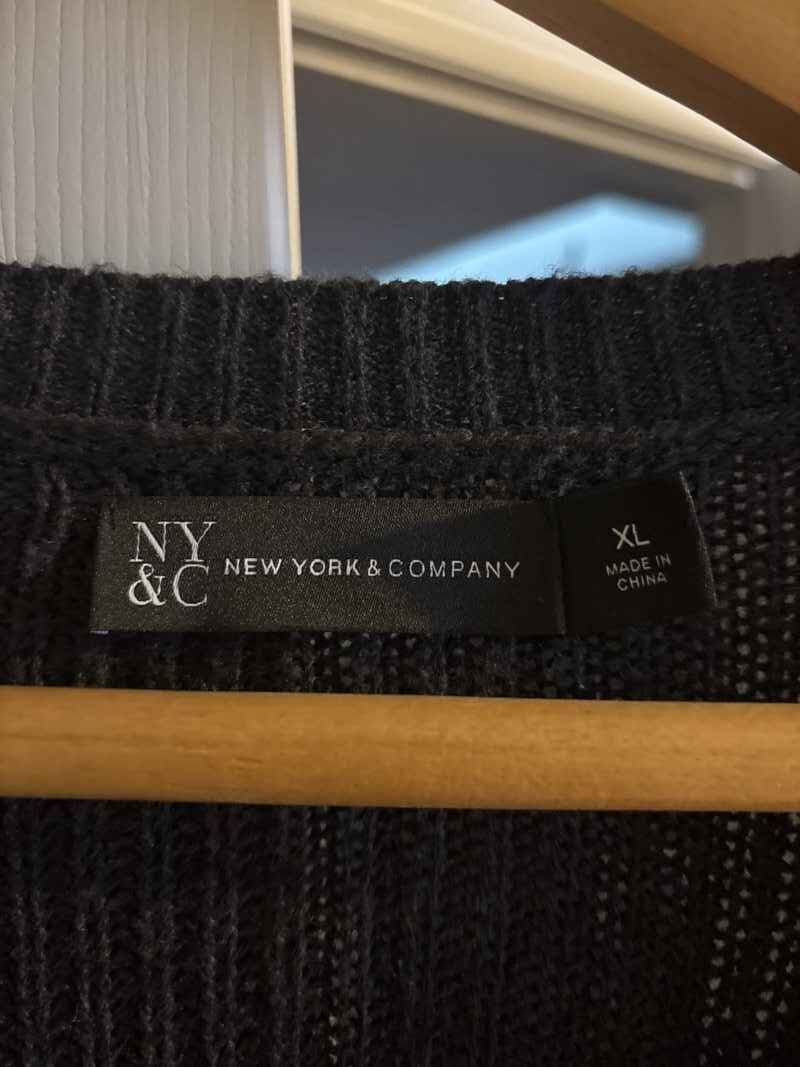 NY
&C
NEW YORK & COMPANY
XL
MADE IN
CHINA